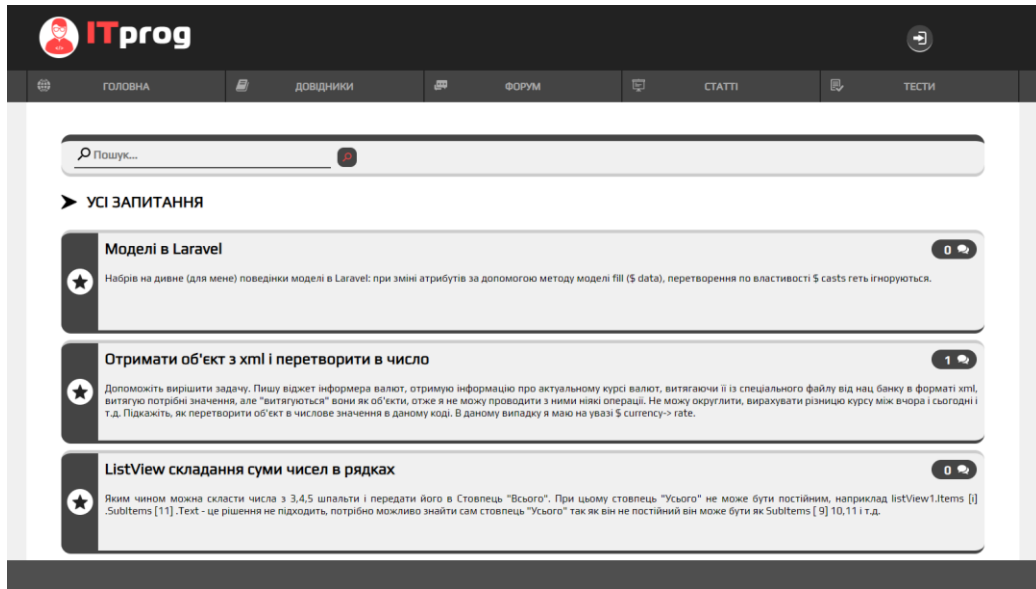 ITprog
ГОЛОВНА ДОВІДНИКИ ФОРУМ СТАТТІ ТЕСТИ
Пошук...
УСІ ЗАПИТАННЯ
Моделі в Laravel 0
Набрів на дивне (для мене) поведінки моделі в Laravel: при зміні атрибутів за допомогою методу моделі fill ($ data), перетворення по властивості $ casts геть ігноруються.
Отримати об'єкт з xml і перетворити в число 1
Допоможіть вирішити задачу. Пишу віджет інформера валют, отримую інформацію про актуальному курсі валют, витягаючи її із спеціального файлу від нац банку в форматі xml,
витягую потрібні значення, але "витягуються" вони як об'єкти, отже я не можу проводити з ними ніякі операції. Не можу округлити, вирахувати різницю курсу між вчора і сьогодні і
т.д. Підкажіть, як перетворити об'єкт в числове значення в даному коді. В даному випадку я маю на увазі $ currency-> rate.
ListView складання суми чисел в рядках 0
Яким чином можна скласти числа з 3,4,5 шпальти і передати його в Стовпець "Всього". При цьому стовпець "Усього" не може бути постійним, наприклад listView1.Items [i]
.SubItems [11] .Text - це рішення не підходить, потрібно можливо знайти сам стовпець "Усього" так як він не постійний він може бути як SubItems [ 9] 10,11 і т.д.